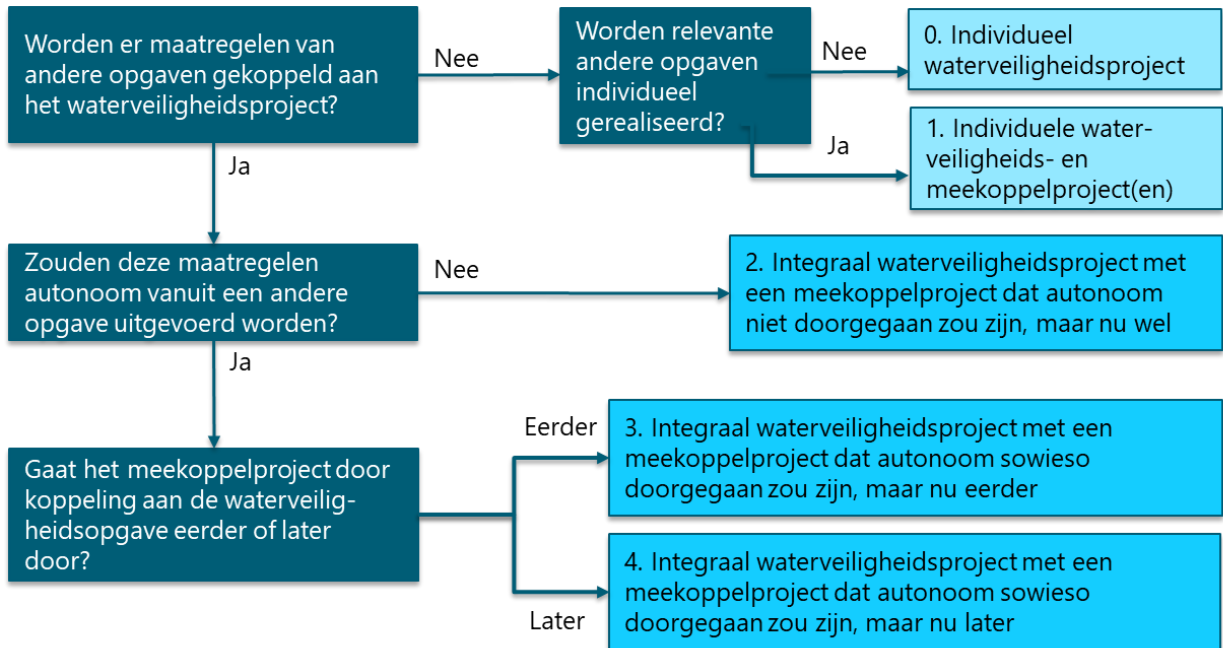 Worden er maatregelen van
andere opgaven gekoppeld aan
het waterveiligheidsproject?
Nee
Worden relevante
andere opgaven
individueel
gerealiseerd?
Nee
0. Individueel
waterveiligheidsproject
Ja
1. Individuele water-
veiligheids- en
meekoppelproject(en)
Ja
Zouden deze maatregelen
autonoom vanuit een andere
opgave uitgevoerd worden?
Nee
2. Integraal waterveiligheidsproject met
een meekoppelproject dat autonoom
niet doorgegaan zou zijn, maar nu wel
Ja
Gaat het meekoppelproject door
koppeling aan de waterveilig-
heidsopgave eerder of later
door?
Eerder
3. Integraal waterveiligheidsproject met een
meekoppelproject dat autonoom sowieso
doorgegaan zou zijn, maar nu eerder
Later
4. Integraal waterveiligheidsproject met een
meekoppelproject dat autonoom sowieso
doorgegaan zou zijn, maar nu later